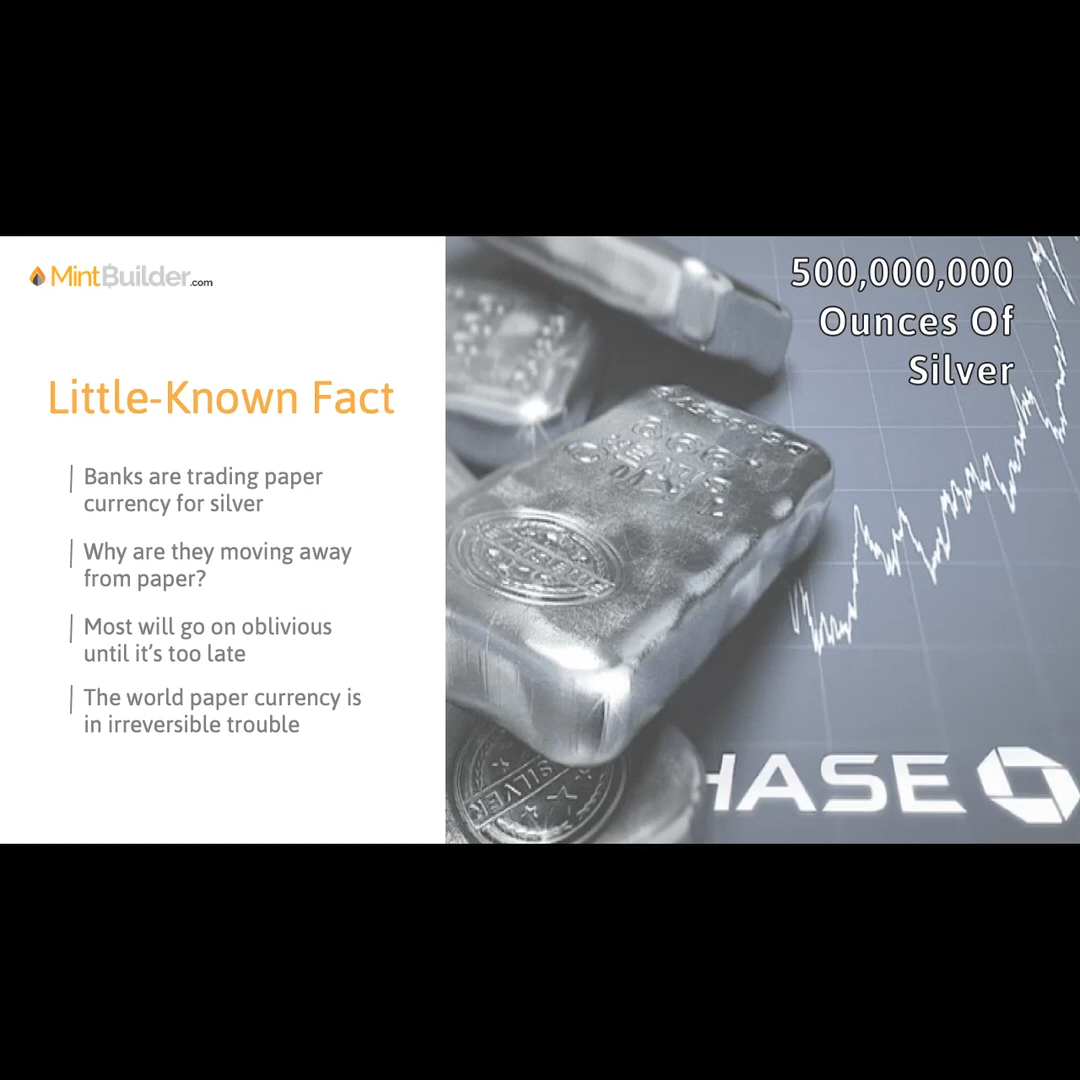 MintBuilder.com
Little-Known Fact
Banks are trading paper
currency for silver
Why are they moving away
from paper?
Most will go on oblivious
until it's too late
The world paper currency is
in irreversible trouble
500,000,000
Ounces Of
Silver
SILVER
HASE